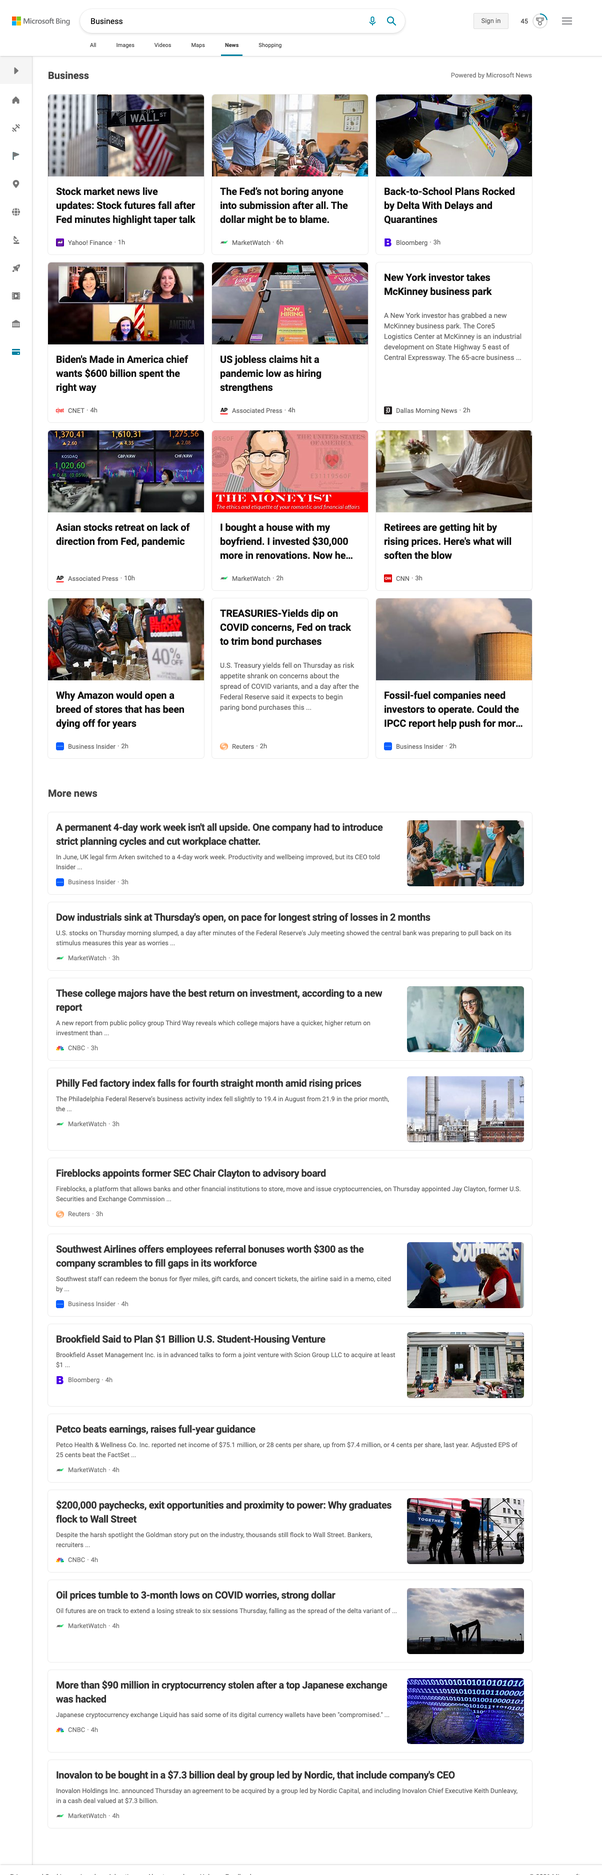 Microsoft Bing
Business
Sign in
45
All
Images
Videos
Maps
News
Shopping
Business
Powered by Microsoft News
WALL ST
Stock market news live
updates: Stock futures fall after
Fed minutes highlight taper talk
Yahoo! Finance · 1h
The Fed's not boring anyone
into submission after all. The
dollar might be to blame.
MarketWatch · 6h
Back-to-School Plans Rocked
by Delta With Delays and
Quarantines
Bloomberg · 3h
AMERICA
Biden's Made in America chief
wants $600 billion spent the
right way
CNET · 4h
NOW
HIRING
US jobless claims hit a
pandemic low as hiring
strengthens
Associated Press · 4h
New York investor takes
McKinney business park
A New York investor has grabbed a new
McKinney business park. The Core5
Logistics Center at McKinney is an industrial
development on State Highway 5 east of
Central Expressway. The 65-acre business ...
Dallas Morning News · 2h
1,370.41
1,610.31
1,275.56
▲2.60
▲4.33
KOSDAQ
GBP/KRW
CHF/KRW
1,020.60
Asian stocks retreat on lack of
direction from Fed, pandemic
Associated Press · 10h
THE MONEYIST
The ethics and etiquette of your romantic and financial affairs
I bought a house with my
boyfriend. I invested $30,000
more in renovations. Now he...
MarketWatch · 2h
Retirees are getting hit by
rising prices. Here's what will
soften the blow
CNN · 3h
BLACK
FRIDAY
40%
OFF
Why Amazon would open a
breed of stores that has been
dying off for years
Business Insider · 2h
TREASURIES-Yields dip on
COVID concerns, Fed on track
to trim bond purchases
U.S. Treasury yields fell on Thursday as risk
appetite shrank on concerns about the
spread of COVID variants, and a day after the
Federal Reserve said it expects to begin
paring bond purchases this ...
Reuters · 2h
Fossil-fuel companies need
investors to operate. Could the
IPCC report help push for mor...
Business Insider · 2h
More news
A permanent 4-day work week isn't all upside. One company had to introduce
strict planning cycles and cut workplace chatter.
In June, UK legal firm Arken switched to a 4-day work week. Productivity and wellbeing improved, but its CEO told
Insider ...
Business Insider · 3h
Dow industrials sink at Thursday's open, on pace for longest string of losses in 2 months
U.S. stocks on Thursday morning slumped, a day after minutes of the Federal Reserve's July meeting showed the central bank was preparing to pull back on its
stimulus measures this year as worries ...
MarketWatch · 3h
These college majors have the best return on investment, according to a new
report
A new report from public policy group Third Way reveals which college majors have a quicker, higher return on
investment than ...
CNBC · 3h
Philly Fed factory index falls for fourth straight month amid rising prices
The Philadelphia Federal Reserve's business activity index fell slightly to 19.4 in August from 21.9 in the prior month,
the ...
MarketWatch · 3h
Fireblocks appoints former SEC Chair Clayton to advisory board
Fireblocks, a platform that allows banks and other financial institutions to store, move and issue cryptocurrencies, on Thursday appointed Jay Clayton, former U.S.
Securities and Exchange Commission ...
Reuters · 3h
Southwest Airlines offers employees referral bonuses worth $300 as the
company scrambles to fill gaps in its workforce
Southwest staff can redeem the bonus for flyer miles, gift cards, and concert tickets, the airline said in a memo, cited
by ...
Business Insider · 4h
Southwest
Brookfield Said to Plan $1 Billion U.S. Student-Housing Venture
Brookfield Asset Management Inc. is in advanced talks to form a joint venture with Scion Group LLC to acquire at least
$1 ...
Bloomberg · 4h
Petco beats earnings, raises full-year guidance
Petco Health & Wellness Co. Inc. reported net income of $75.1 million, or 28 cents per share, up from $7.4 million, or 4 cents per share, last year. Adjusted EPS of
25 cents beat the FactSet ...
MarketWatch · 4h
$200,000 paychecks, exit opportunities and proximity to power: Why graduates
flock to Wall Street
Despite the harsh spotlight the Goldman story put on the industry, thousands still flock to Wall Street. Bankers,
recruiters ...
CNBC · 4h
Oil prices tumble to 3-month lows on COVID worries, strong dollar
Oil futures are on track to extend a losing streak to six sessions Thursday, falling as the spread of the delta variant of ...
MarketWatch · 4h
More than $90 million in cryptocurrency stolen after a top Japanese exchange
was hacked
Japanese cryptocurrency exchange Liquid has said some of its digital currency wallets have been "compromised." ...
CNBC · 4h
Inovalon to be bought in a $7.3 billion deal by group led by Nordic, that include company's CEO
Inovalon Holdings Inc. announced Thursday an agreement to be acquired by a group led by Nordic Capital, and including Inovalon Chief Executive Keith Dunleavy,
in a cash deal valued at $7.3 billion.
MarketWatch · 4h